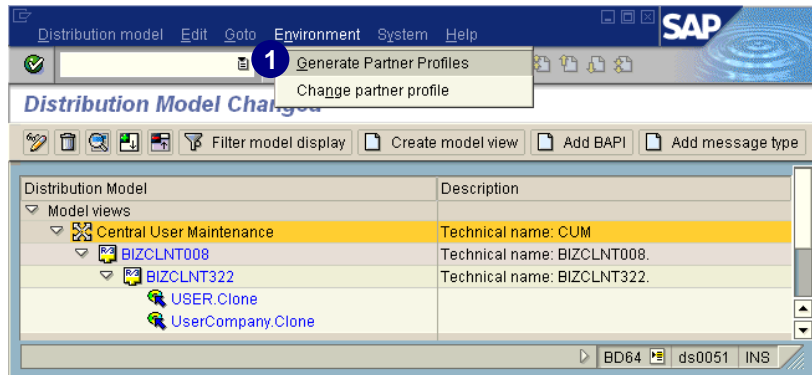 Distribution model Edit Goto Environment System Help
SAP
1 Generate Partner Profiles
Change partner profile
Distribution Model Changed
Filter model display Create model view Add BAPI Add message type
Distribution Model Description
Model views
Central User Maintenance Technical name: CUM
BIZCLNT008 Technical name: BIZCLNT008.
BIZCLNT322 Technical name: BIZCLNT322.
USER.Clone
UserCompany.Clone
BD64 ds0051 INS